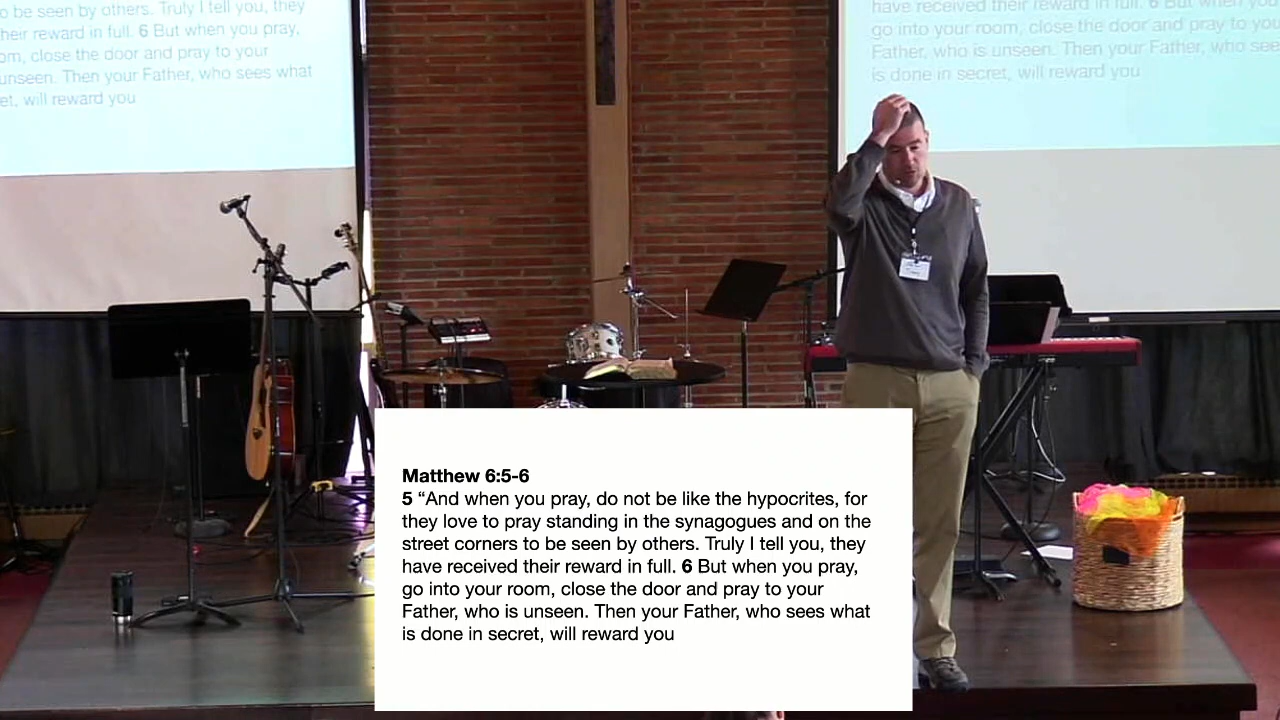 to be seen by others. Truly I tell you, they
their reward in full. 6 But when you pray,
close the door and pray to your
unseen. Then your Father, who sees what
will reward you
have received their reward in full. 6 But when you
go into your room, close the door and pray to
Father, who is unseen. Then your Father, who
is done in secret, will reward you
Matthew 6:5-6
5 “And when you pray, do not be like the hypocrites, for
they love to pray standing in the synagogues and on the
street corners to be seen by others. Truly I tell you, they
have received their reward in full. 6 But when you pray,
go into your room, close the door and pray to your
Father, who is unseen. Then your Father, who sees what
is done in secret, will reward you